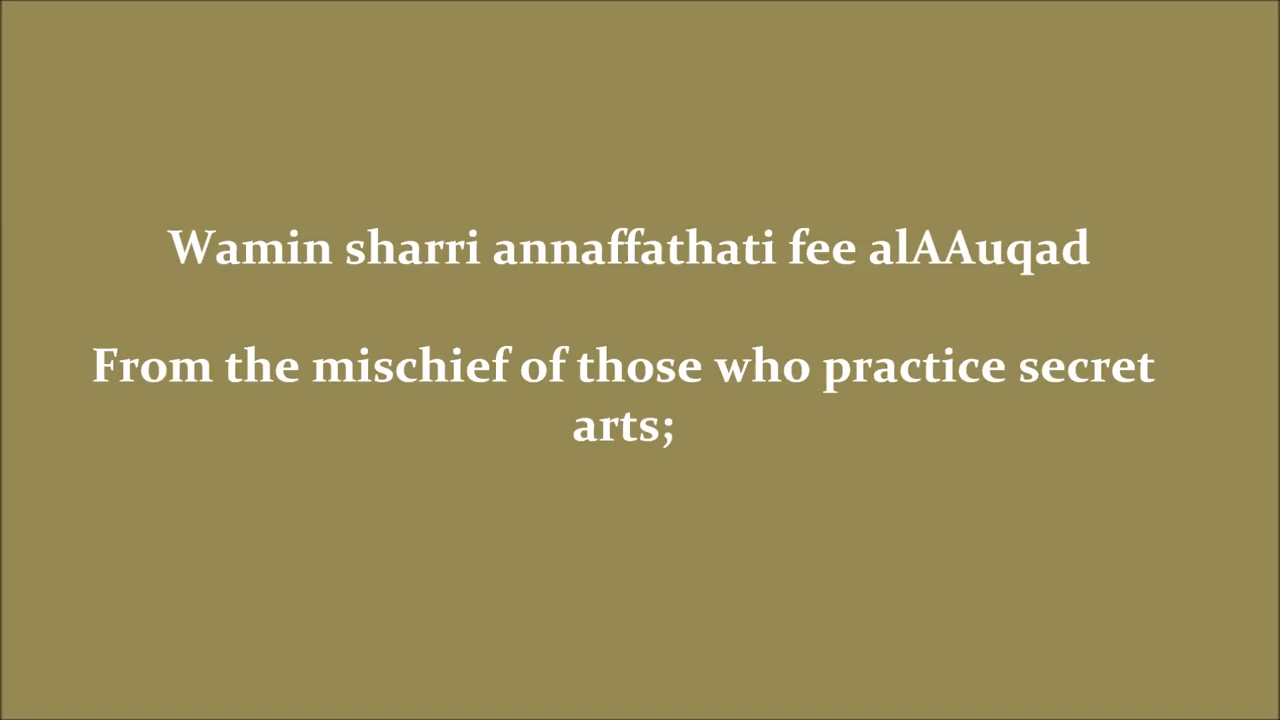 Wamin sharri annaffathati fee alAAuqad
From the mischief of those who practice secret
arts;